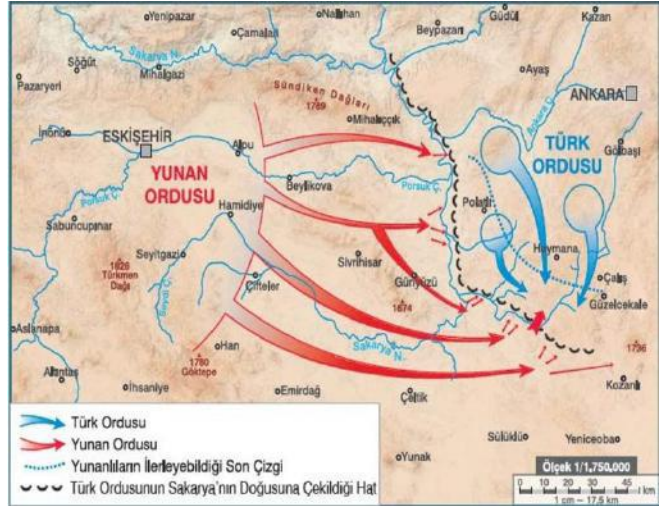 Yenipazar
Nallıhan
Güdül
Kazan
Çamalan
Beypazarı
Sakarya N.
Söğüt
Mihalgazi
Pazaryeri
Ayaş
ANKARA
Sündiken Dağları
1769
Ankara Ç.
Mihalıççık
İnönü
ESKİŞEHİR
Alpu
TÜRK
ORDUSU
Gölbaşı
YUNAN
ORDUSU
Beylikova
Porsuk Ç.
Porsuk Ç.
Polatlı
Hamidiye
Sabuncupınar
Seyitgazi
Sivrihisar
Haymana
1826
Türkmen
Dağı
Çifteler
Günyüzü
Çalış
Güzelcekale
1674
Aslanapa
Sakarya N.
Han
1796
1780
Göktepe
Altıntaş
İhsaniye
Emirdağ
Çeltik
Kozanlı
Sülüklü
Yeniceoba
Yunak
Türk Ordusu
Yunan Ordusu
Yunanlıların İlerleyebildiği Son Çizgi
Türk Ordusunun Sakarya'nın Doğusuna Çekildiği Hat
Ölçek 1/1,750,000
0 10 20 30 45 km
1 cm ~ 17,5 km